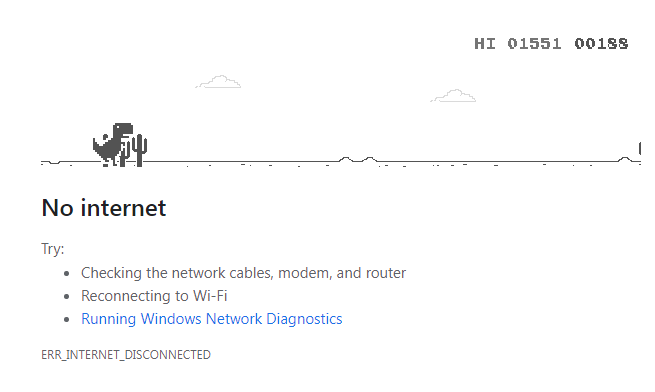 HI 01551 00188
No internet
Try:
Checking the network cables, modem, and router
Reconnecting to Wi-Fi
Running Windows Network Diagnostics
ERR_INTERNET_DISCONNECTED